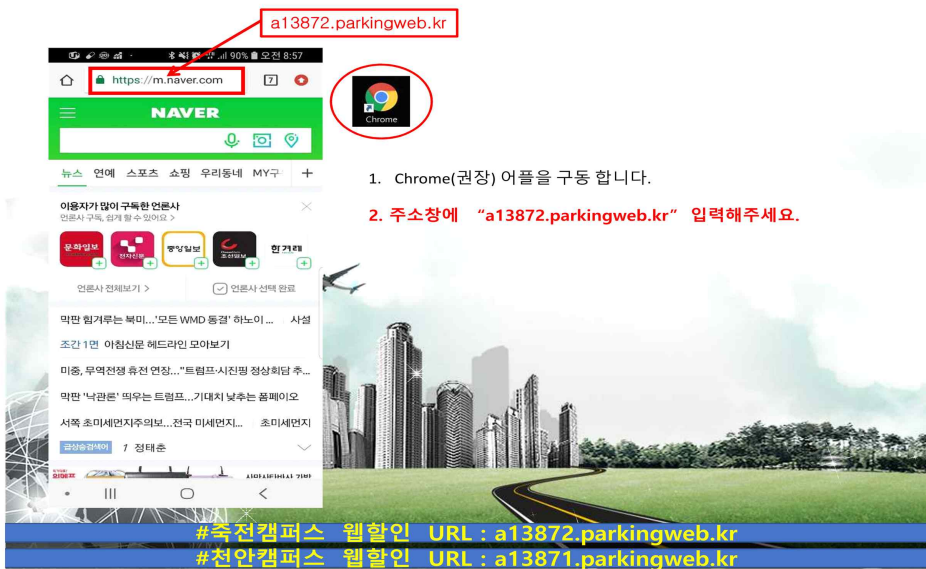 a13872.parkingweb.kr
90% 오전 8:57
https://m.naver.com
7
NAVER
뉴스 연예 스포츠 쇼핑 우리동네 MY구
이용자가 많이 구독한 언론사
언론사 구독, 쉽게 할 수 있어요 >
문화일보 전자신문 중앙일보 조선일보 한겨레
언론사 전체보기 > 언론사 선택 완료
막판 힘겨루는 북미...'모든 WMD 동결' 하노이 ... 사설
조간 1면 아침신문 헤드라인 모아보기
미중, 무역전쟁 휴전 연장..."트럼프·시진핑 정상회담 추...
막판 '낙관론' 띄우는 트럼프...기대치 낮추는 폼페이오
서쪽 초미세먼지주의보...전국 미세먼지... 초미세먼지
급상승검색어 1 정태춘
Chrome
1. Chrome(권장) 어플을 구동 합니다.
2. 주소창에 “a13872.parkingweb.kr” 입력해주세요.
#죽전캠퍼스 웹할인 URL : a13872.parkingweb.kr
#천안캠퍼스 웹할인 URL : a13871.parkingweb.kr